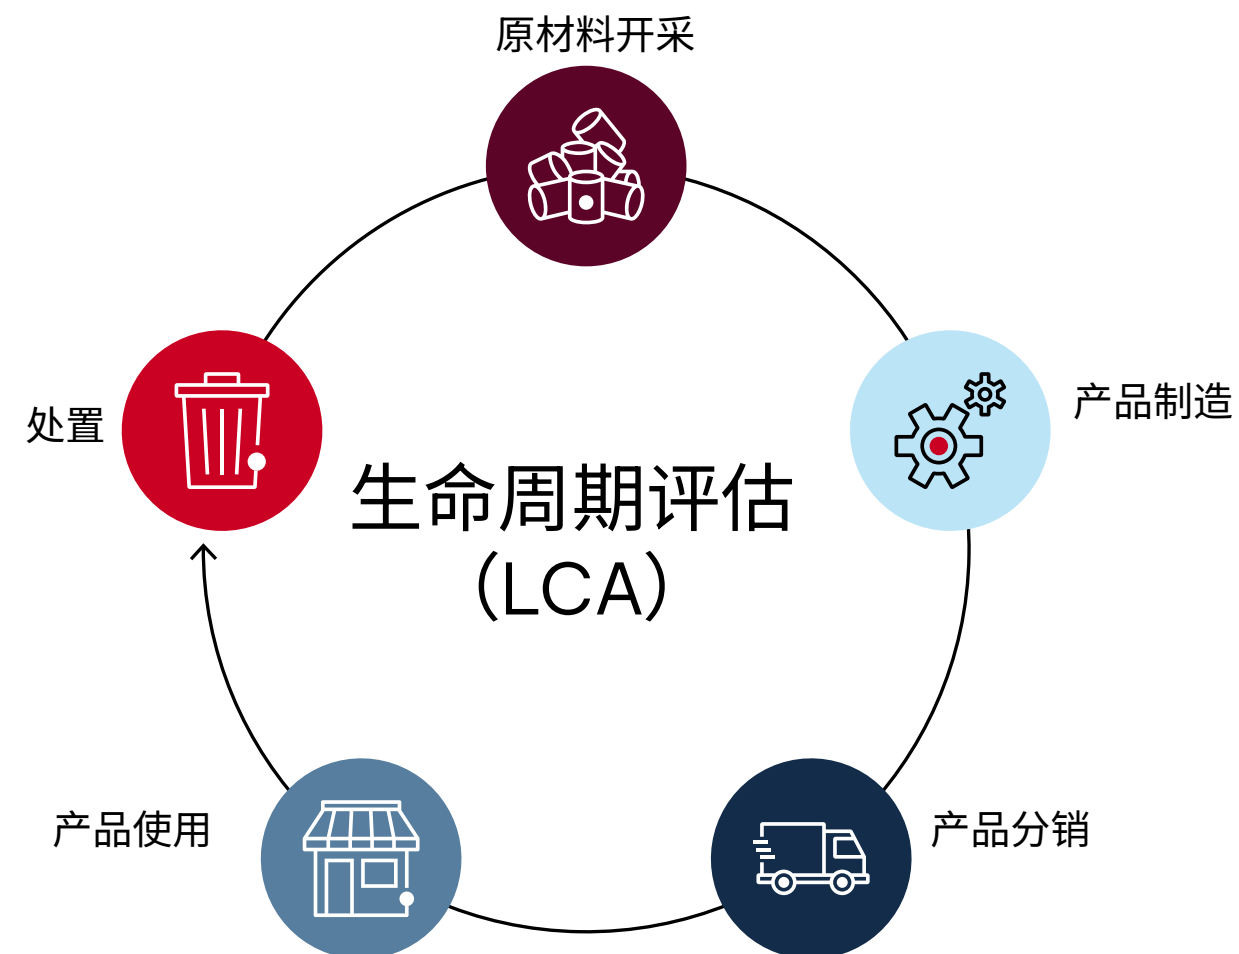 原材料开采
产品制造
处置
生命周期评估
（LCA）
产品使用
产品分销